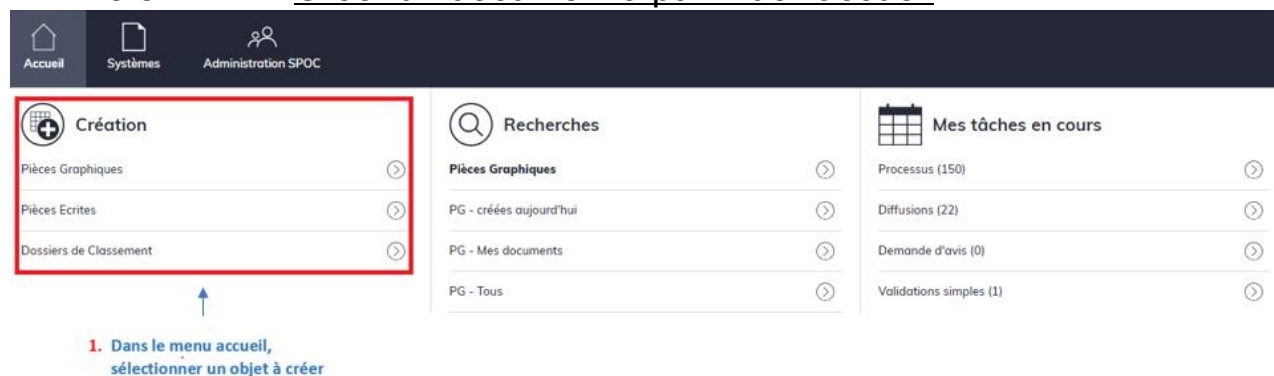 Accueil
Systèmes
Administration SPOC
Création
Pièces Graphiques
Pièces Ecrites
Dossiers de Classement
Recherches
Pièces Graphiques
PG - créées aujourd'hui
PG - Mes documents
PG - Tous
Mes tâches en cours
Processus (150)
Diffusions (22)
Demande d'avis (0)
Validations simples (1)
1. Dans le menu accueil,
sélectionner un objet à créer